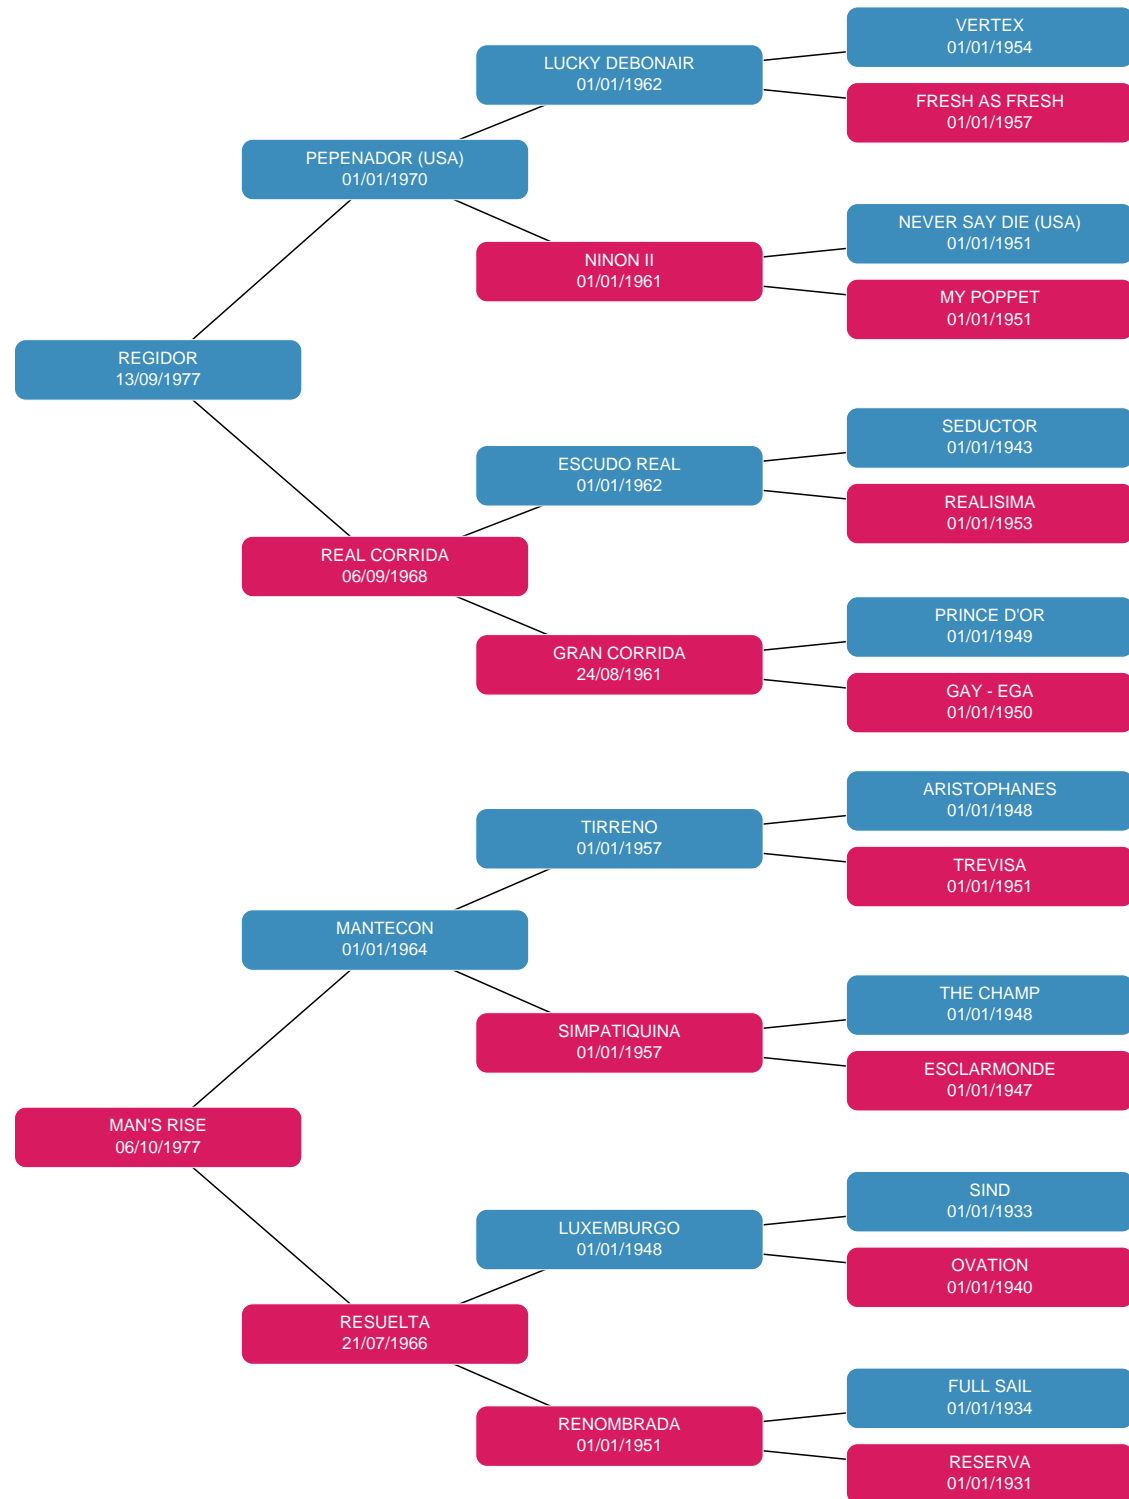 VERTEX
01/01/1954
LUCKY DEBONAIR
01/01/1962
FRESH AS FRESH
01/01/1957
PEPENADOR (USA)
01/01/1970
NEVER SAY DIE (USA)
01/01/1951
NINON II
01/01/1961
MY POPPET
01/01/1951
REGIDOR
13/09/1977
SEDUCTOR
01/01/1943
ESCUDO REAL
01/01/1962
REALISIMA
01/01/1953
REAL CORRIDA
06/09/1968
PRINCE D'OR
01/01/1949
GRAN CORRIDA
24/08/1961
GAY - EGA
01/01/1950
ARISTOPHANES
01/01/1948
TIRRENO
01/01/1957
TREVISA
01/01/1951
MANTECON
01/01/1964
THE CHAMP
01/01/1948
SIMPATIQUINA
01/01/1957
ESCLARMONDE
01/01/1947
MAN'S RISE
06/10/1977
SIND
01/01/1933
LUXEMBURGO
01/01/1948
OVATION
01/01/1940
RESUELTA
21/07/1966
FULL SAIL
01/01/1934
RENOMBRADA
01/01/1951
RESERVA
01/01/1931